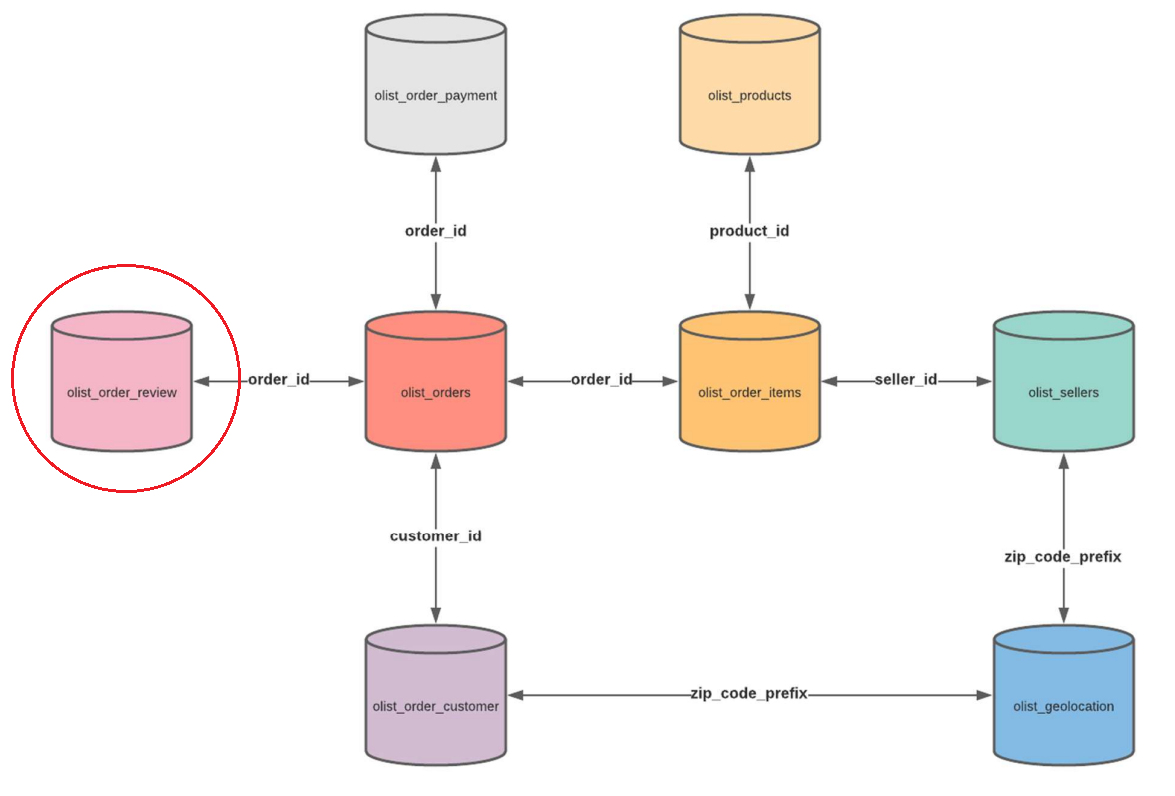 olist_order_payment
olist_products
order_id
product_id
olist_order_review
order_id
olist_orders
order_id
olist_order_items
seller_id
olist_sellers
customer_id
zip_code_prefix
olist_order_customer
zip_code_prefix
olist_geolocation